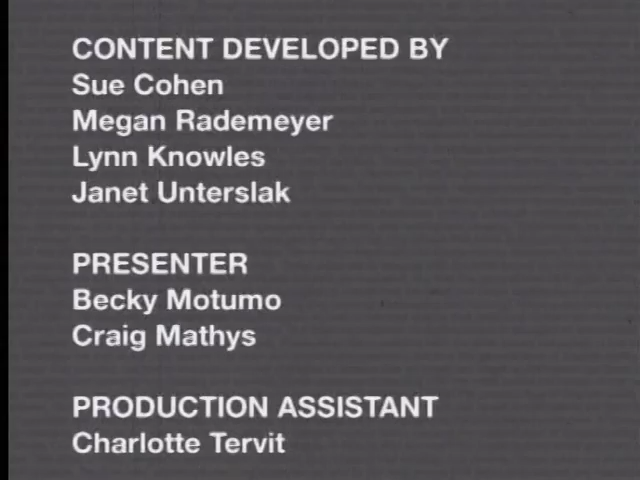 CONTENT DEVELOPED BY
Sue Cohen
Megan Rademeyer
Lynn Knowles
Janet Unterslak
PRESENTER
Becky Motumo
Craig Mathys
PRODUCTION ASSISTANT
Charlotte Tervit